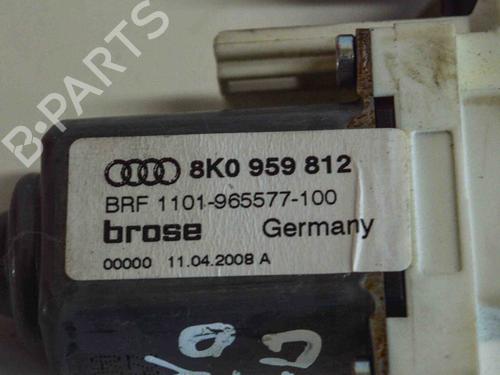 B-PARTS
8K0 959 812
BRF 1101-965577-100
brose Germany
00000 11.04.2008 A